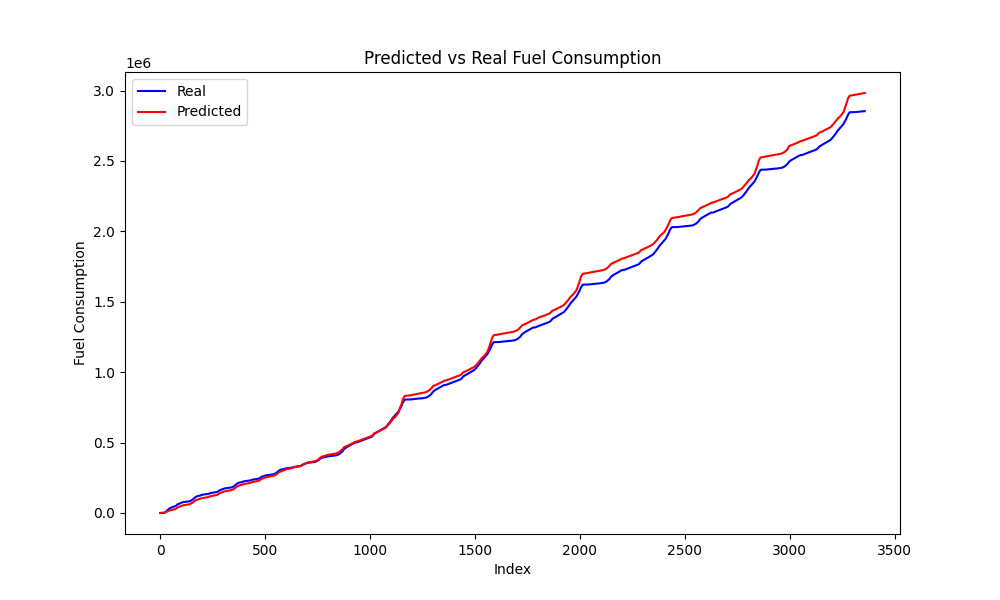 Predicted vs Real Fuel Consumption
1e6
Real
Predicted
3.0
2.5
2.0
1.5
1.0
0.5
0.0
Fuel Consumption
0 500 1000 1500 2000 2500 3000 3500
Index